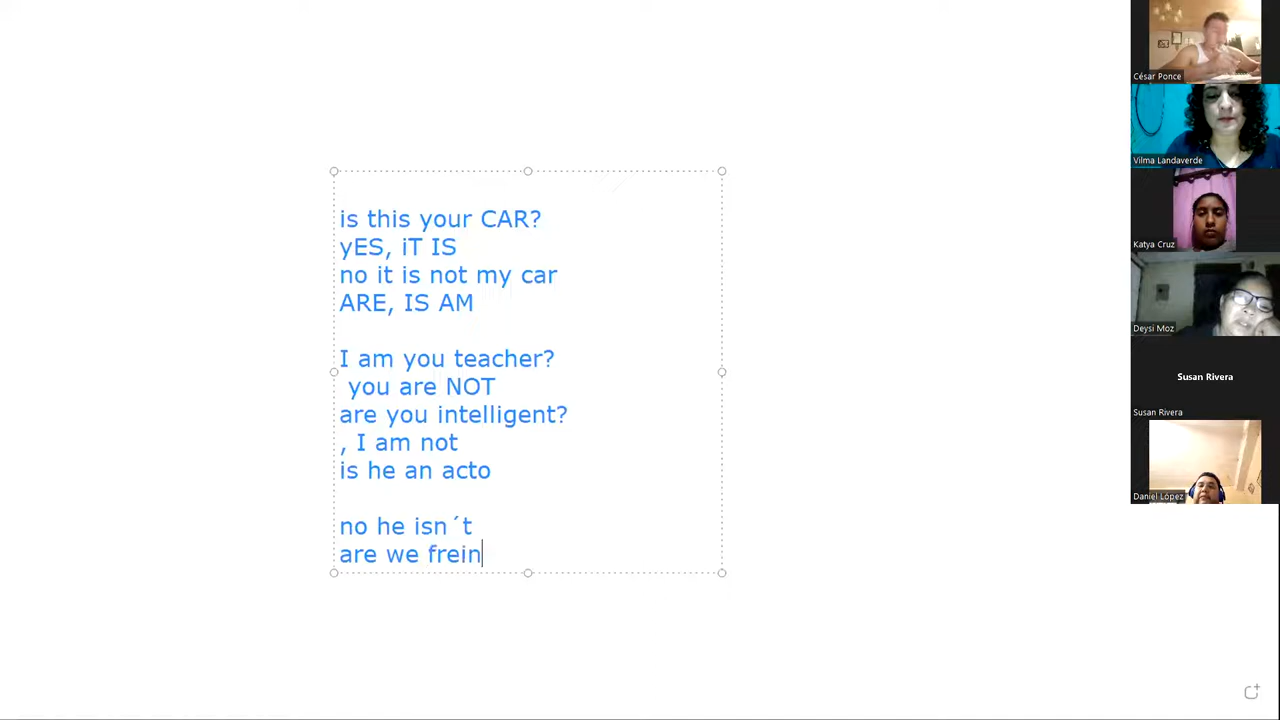 is this your CAR?
yES, iT IS
no it is not my car
ARE, IS AM
I am you teacher?
you are NOT
are you intelligent?
, I am not
is he an acto
no he isn´t
are we frein
César Ponce
Vilma Landaverde
Katya Cruz
Deysi Moz
Susan Rivera
Susan Rivera
Daniel López